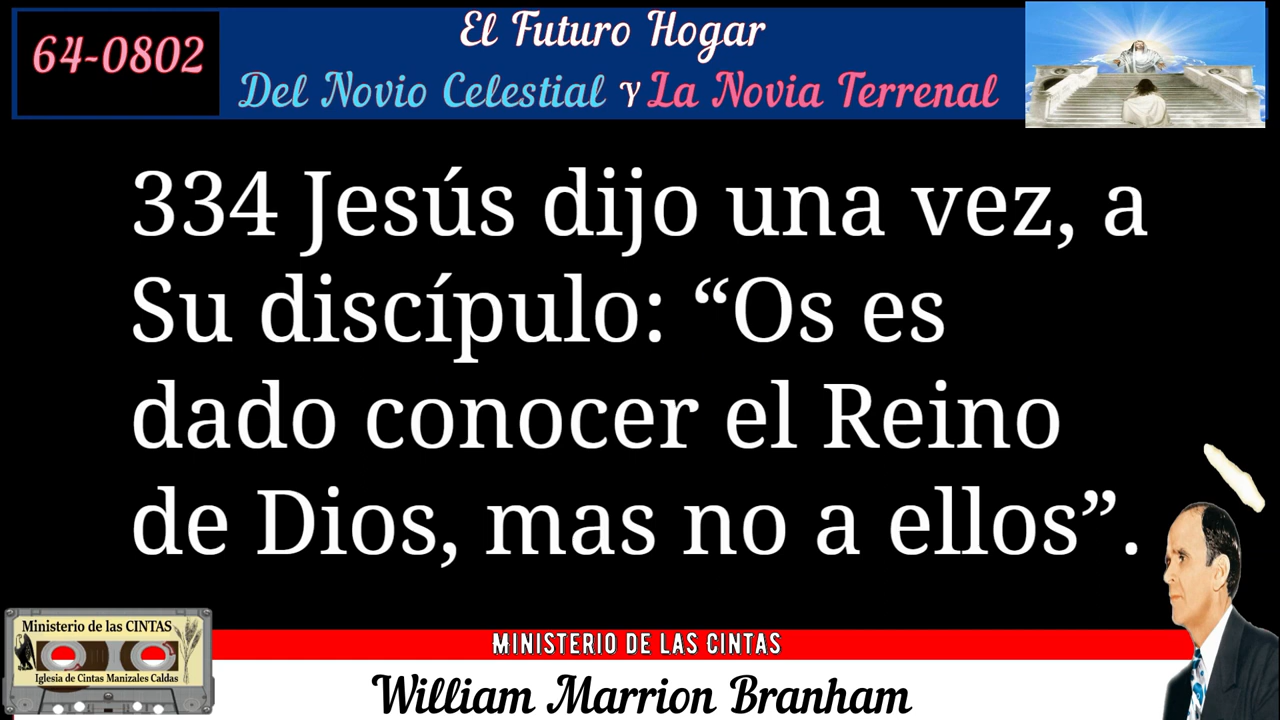 64-0802
El Futuro Hogar
Del Novio Celestial Y La Novia Terrenal
334 Jesús dijo una vez, a
Su discípulo: “Os es
dado conocer el Reino
de Dios, mas no a ellos”.
Ministerio de las CINTAS
Iglesia de Cintas Manizales Caldas
MINISTERIO DE LAS CINTAS
William Marrion Branham